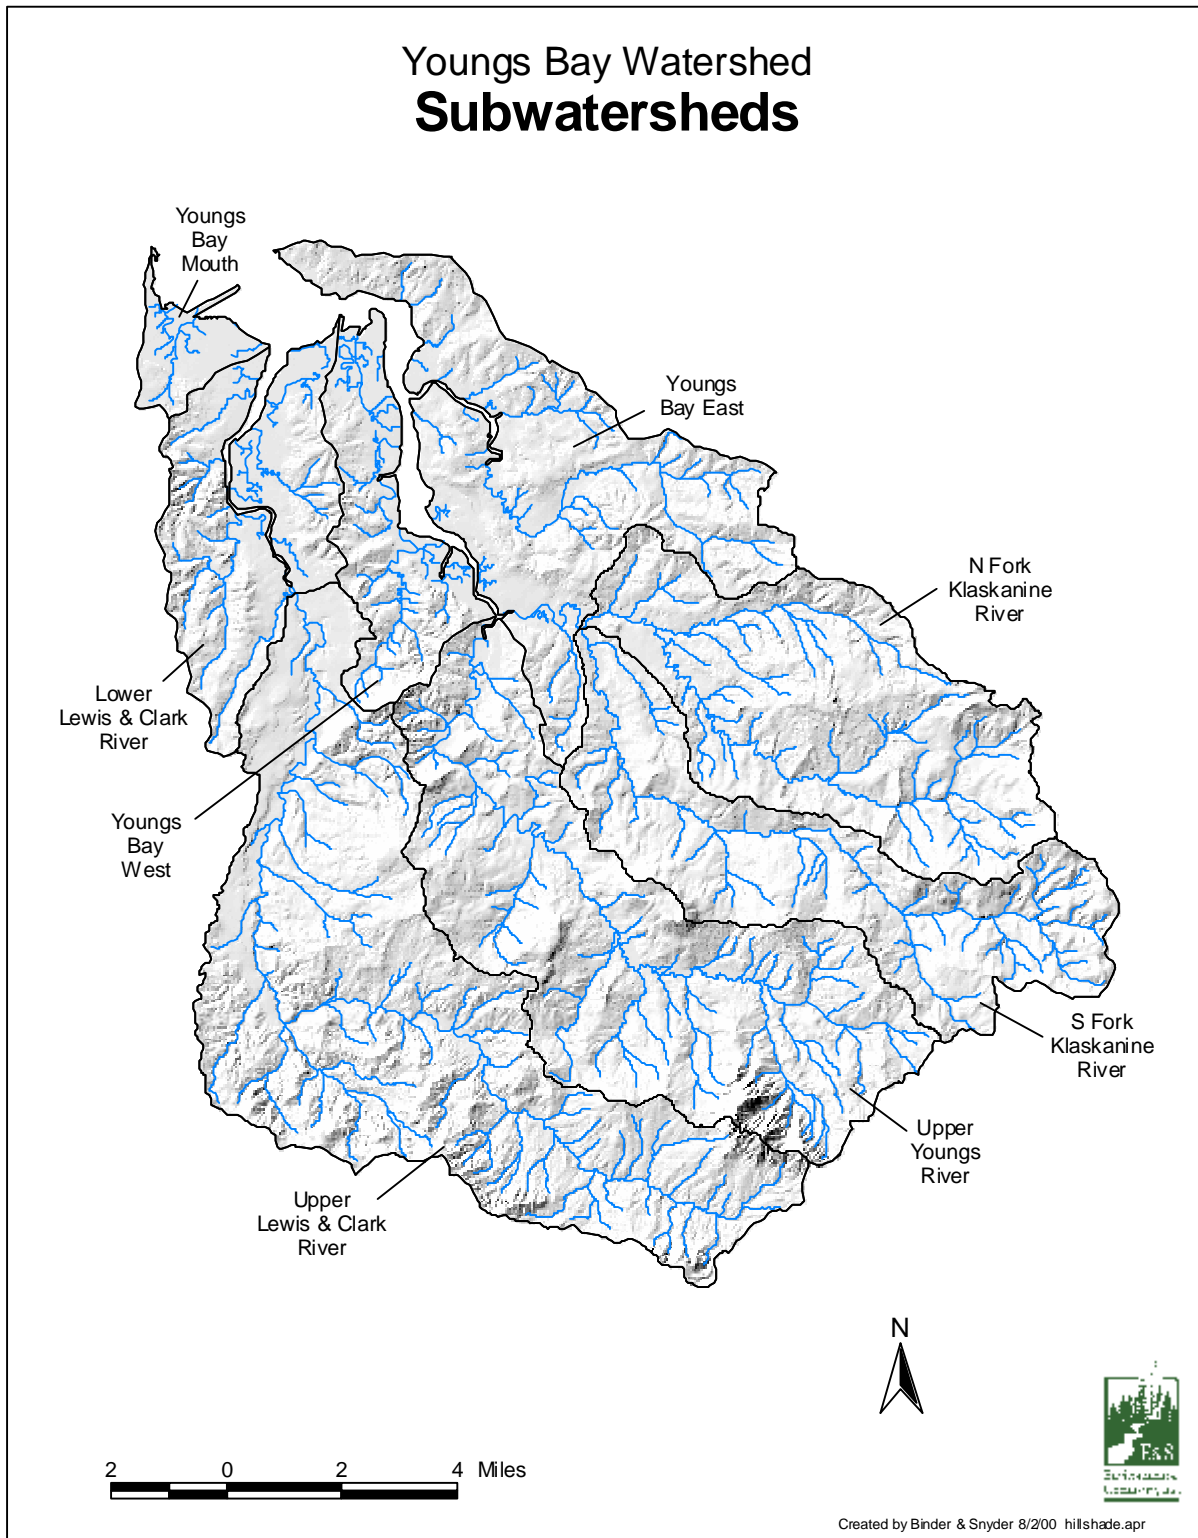 Youngs Bay Watershed
Subwatersheds
Youngs
Bay
Mouth
Youngs
Bay East
N Fork
Klaskanine
River
Lower
Lewis & Clark
River
Youngs
Bay
West
S Fork
Klaskanine
River
Upper
Youngs
River
Upper
Lewis & Clark
River
N
2 0 2 4 Miles
E&S
Created by Binder & Snyder 8/2/00 hillshade.apr